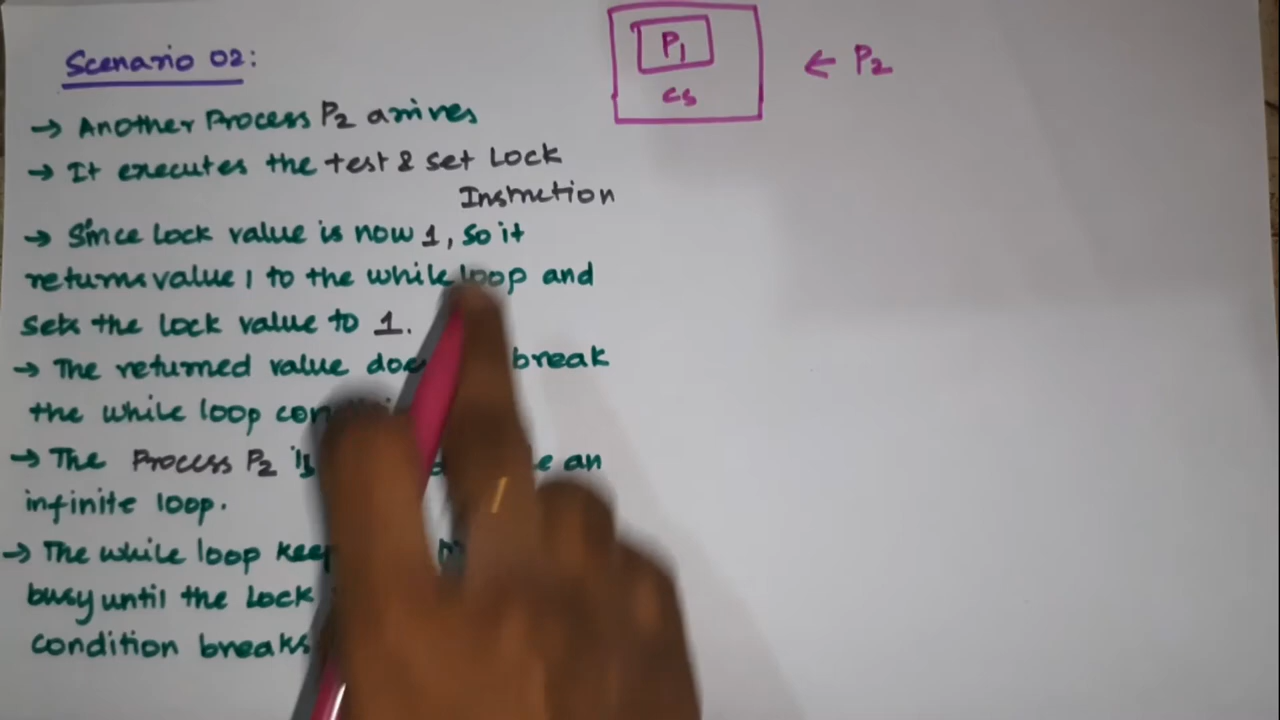 Scenario 02:
→ Another Process P2 arrives
→ It executes the test & set Lock
Instruction
→ Since Lock value is now 1, so it
returns value 1 to the while loop and
sets the lock value to 1.
→ The returned value break
the while loop
→ The Process P2 is an
infinite loop.
→ The while loop
busy until the Lock
condition breaks
P1
CS
← P2